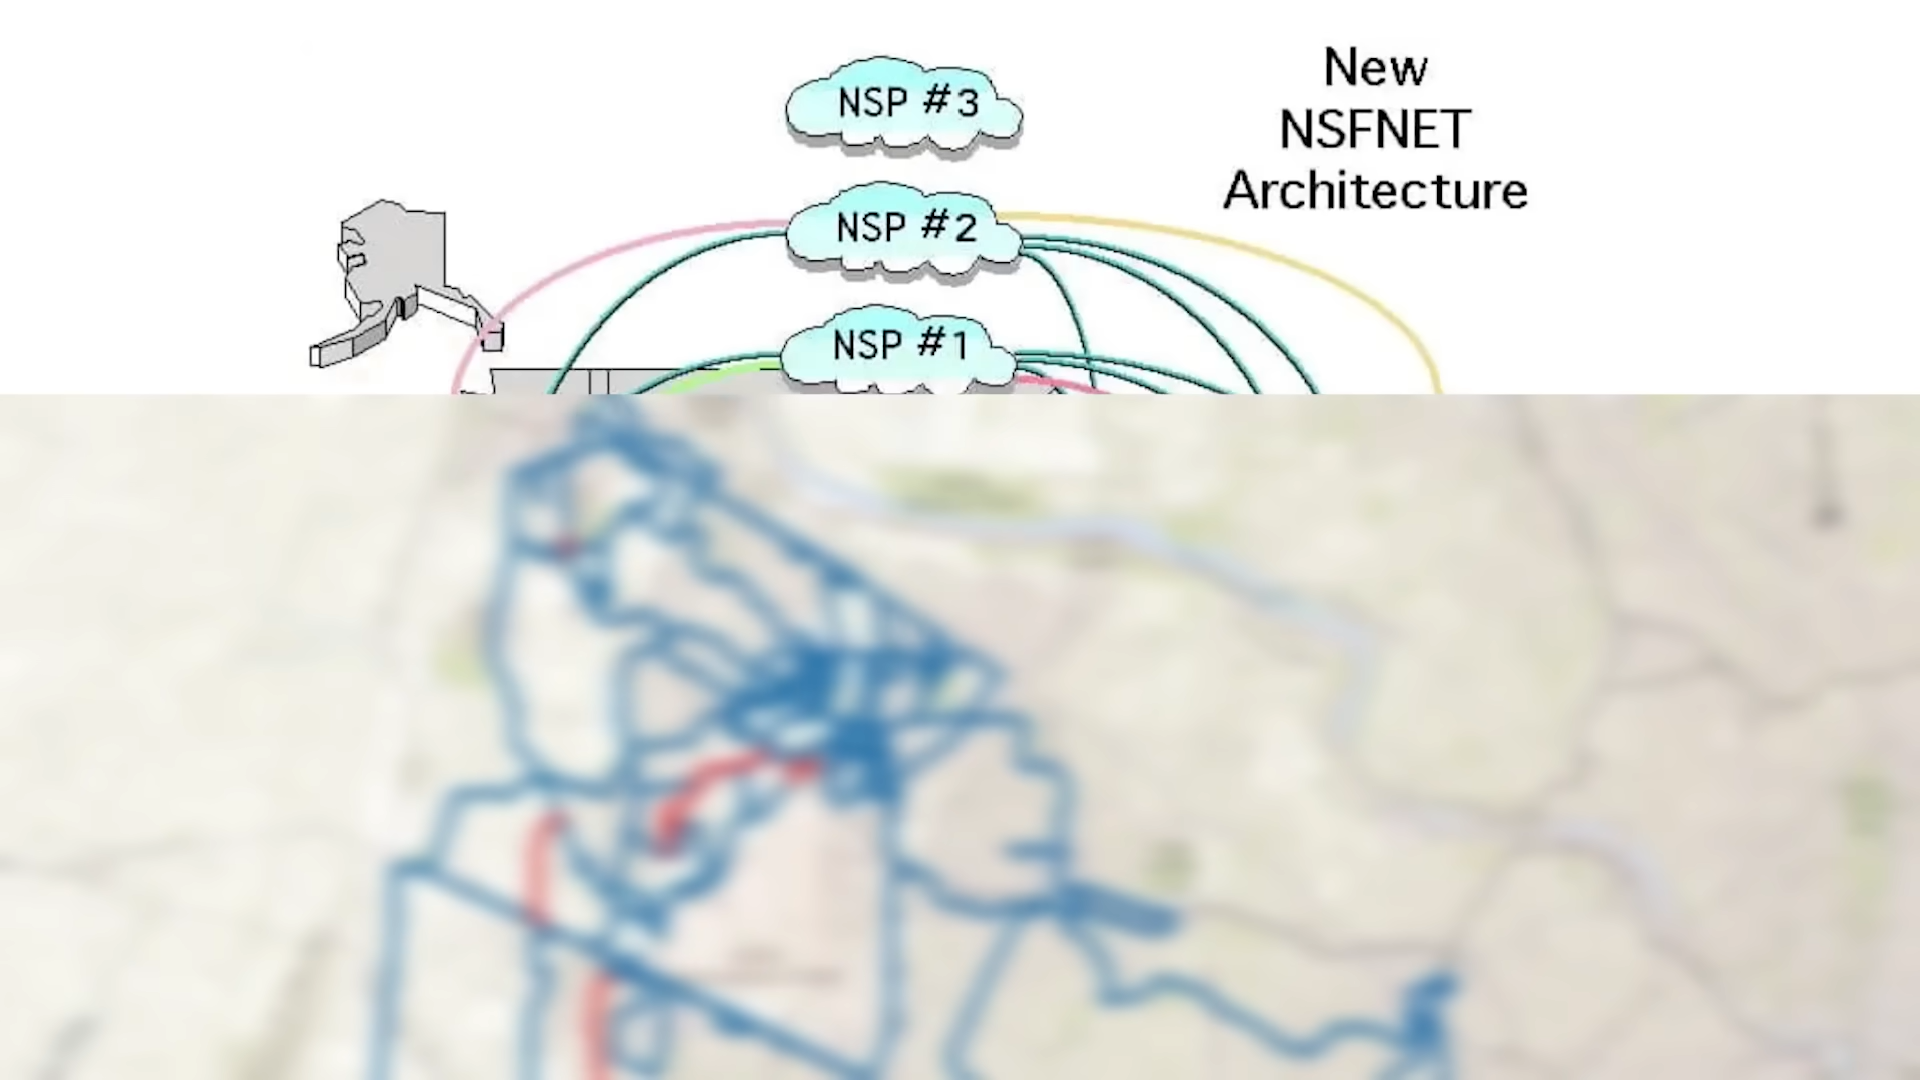 New
NSFNET
Architecture
NSP #3
NSP #2
NSP #1